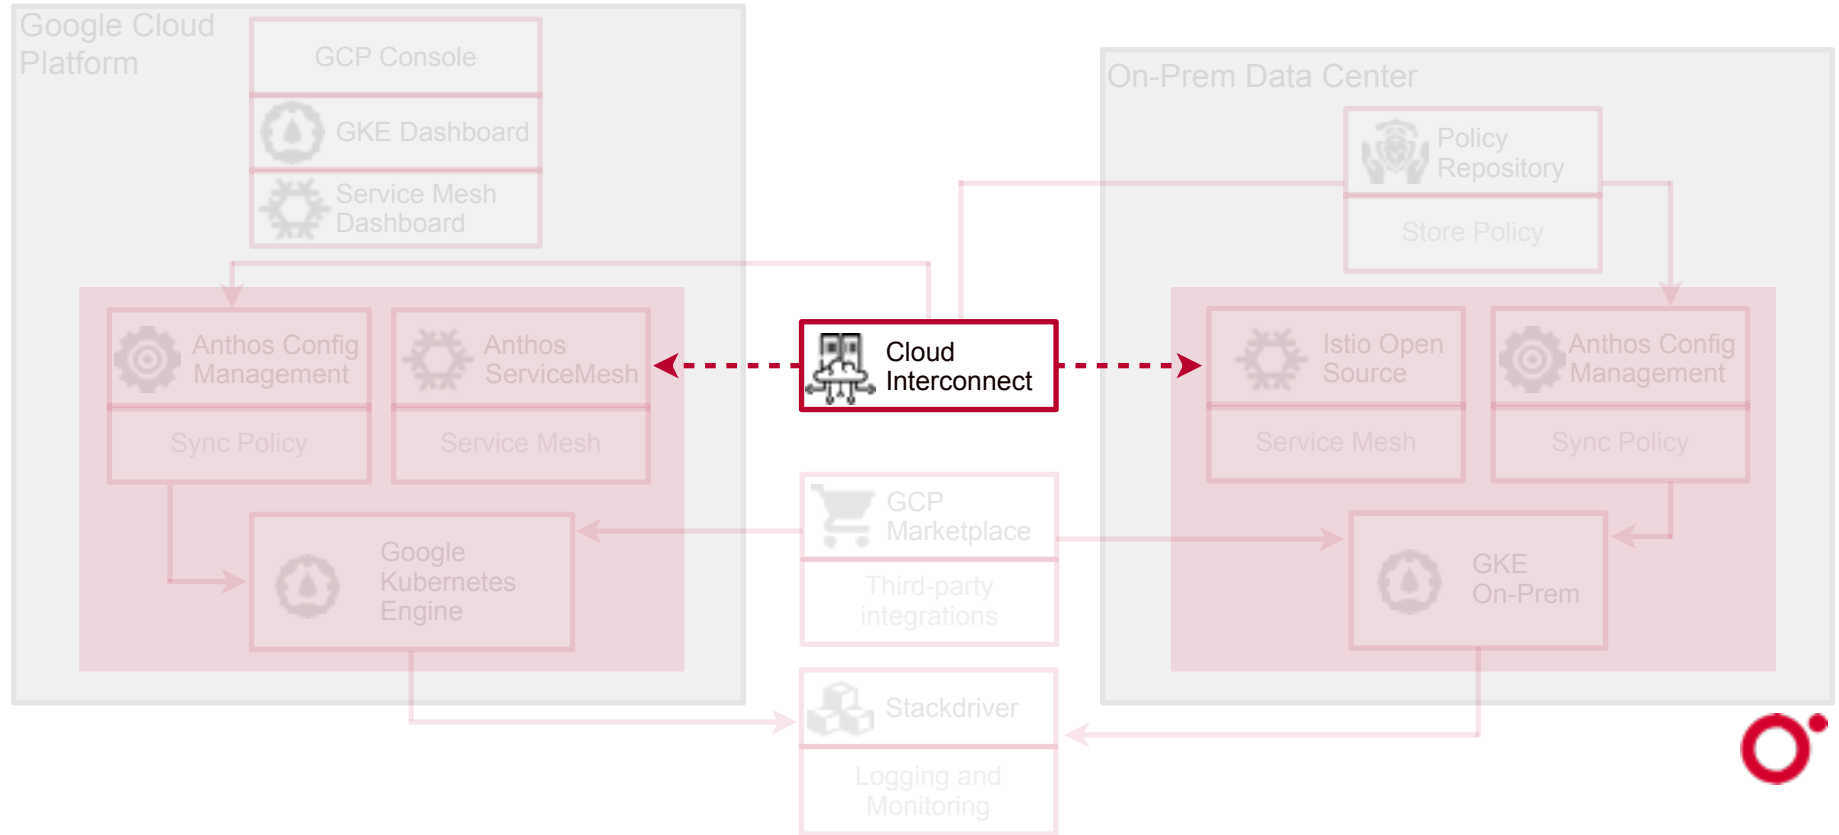 Google Cloud
Platform
GCP Console
GKE Dashboard
Service Mesh
Dashboard
Anthos Config
Management
Sync Policy
Anthos
ServiceMesh
Service Mesh
Google
Kubernetes
Engine
Cloud
Interconnect
GCP
Marketplace
Third-party
integrations
Stackdriver
Logging and
Monitoring
On-Prem Data Center
Policy
Repository
Store Policy
Istio Open
Source
Service Mesh
Anthos Config
Management
Sync Policy
GKE
On-Prem